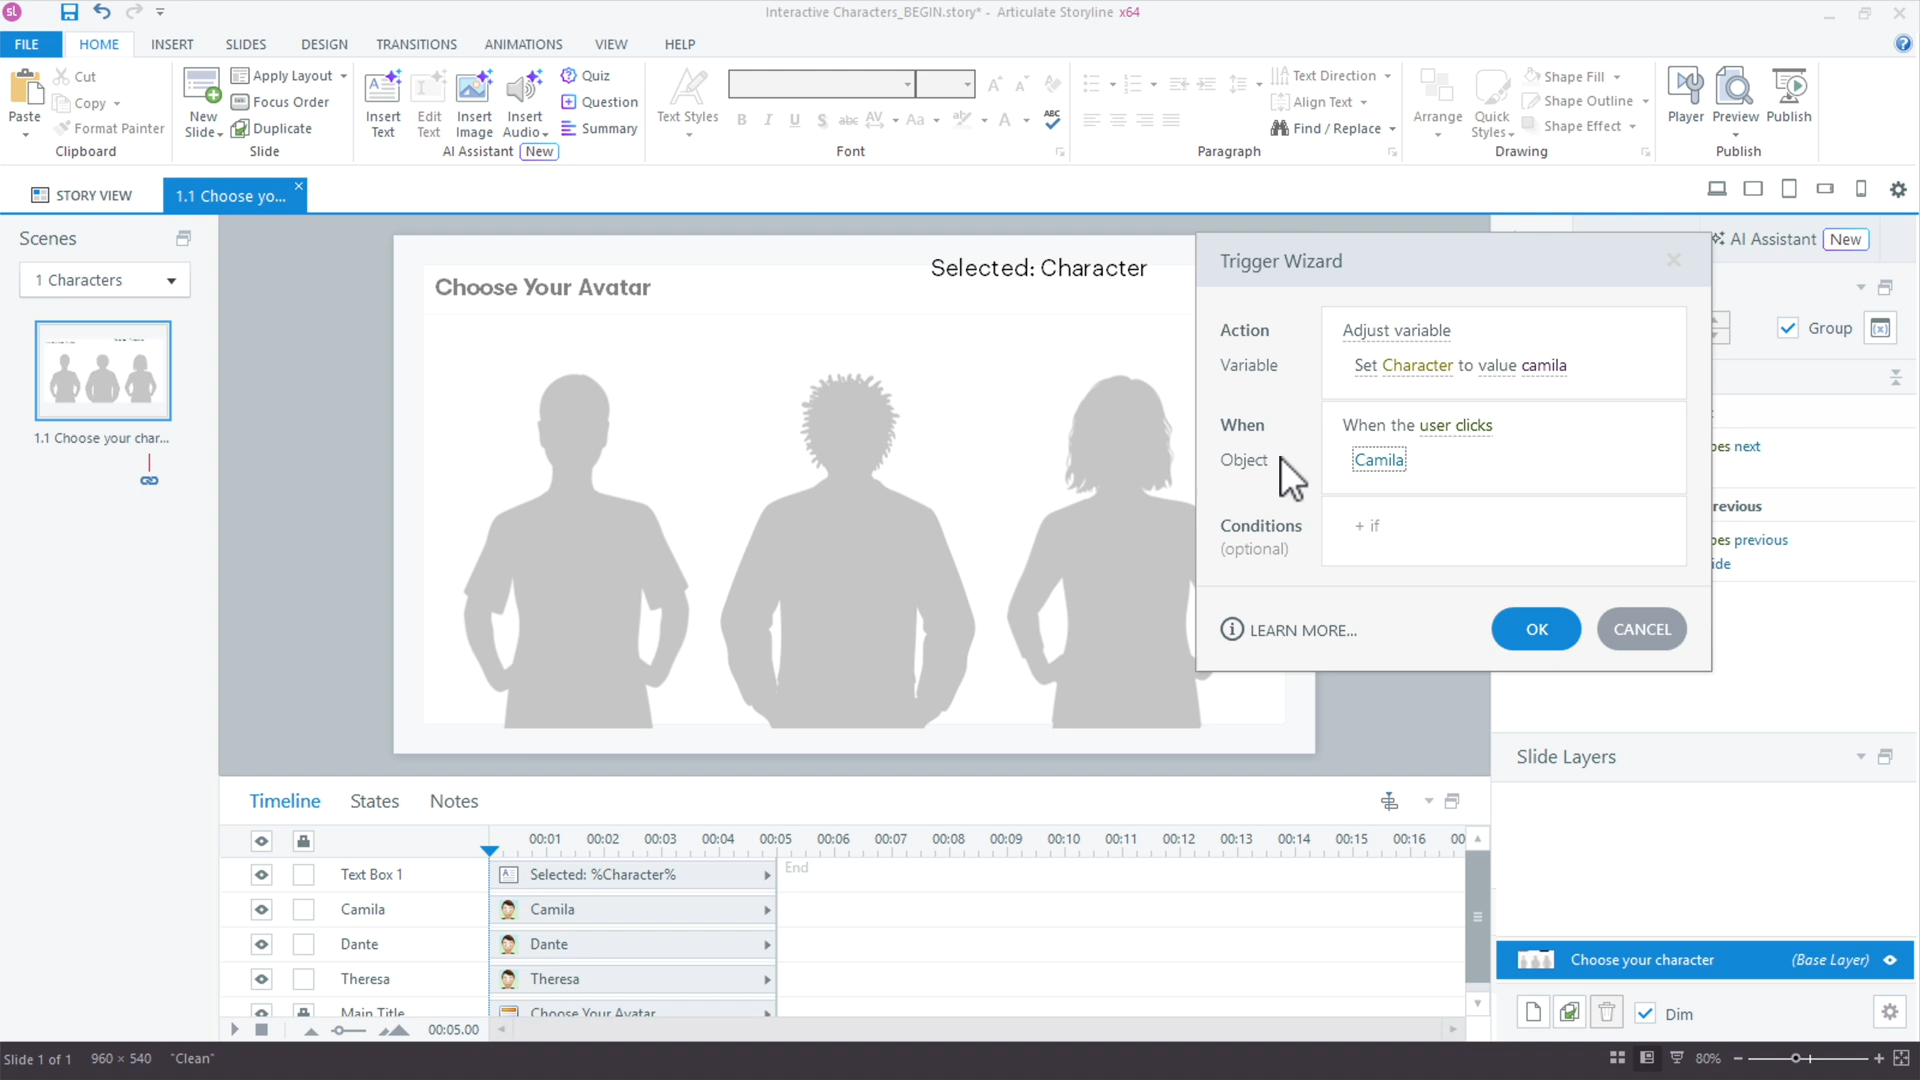 sl
Interactive Characters_BEGIN.story* - Articulate Storyline x64
FILE HOME INSERT SLIDES DESIGN TRANSITIONS ANIMATIONS VIEW HELP
Paste
Cut
Copy
Format Painter
Clipboard
New Slide
Apply Layout
Focus Order
Duplicate
Slide
Insert Text
Edit Text
Insert Image
Insert Audio
Quiz
Question
Summary
AI Assistant New
Text Styles
B I U S abc AV Aa A ABC
Font
Text Direction
Align Text
Find / Replace
Paragraph
Arrange
Quick Styles
Shape Fill
Shape Outline
Shape Effect
Drawing
Player
Preview
Publish
Publish
STORY VIEW
1.1 Choose yo...
Scenes
1 Characters
1.1 Choose your char...
Selected: Character
Choose Your Avatar
Trigger Wizard
Action Adjust variable
Variable Set Character to value camila
When When the user clicks
Object Camila
Conditions + if
(optional)
LEARN MORE...
OK
CANCEL
AI Assistant New
Group
(x)
next
revious
previous
ide
Slide Layers
Choose your character (Base Layer)
Dim
Timeline States Notes
00:01 00:02 00:03 00:04 00:05 00:06 00:07 00:08 00:09 00:10 00:11 00:12 00:13 00:14 00:15 00:16 00
Text Box 1 Selected: %Character% End
Camila Camila
Dante Dante
Theresa Theresa
Main Title Choose Your Avatar
00:05.00
Slide 1 of 1 960 × 540 "Clean" 80%